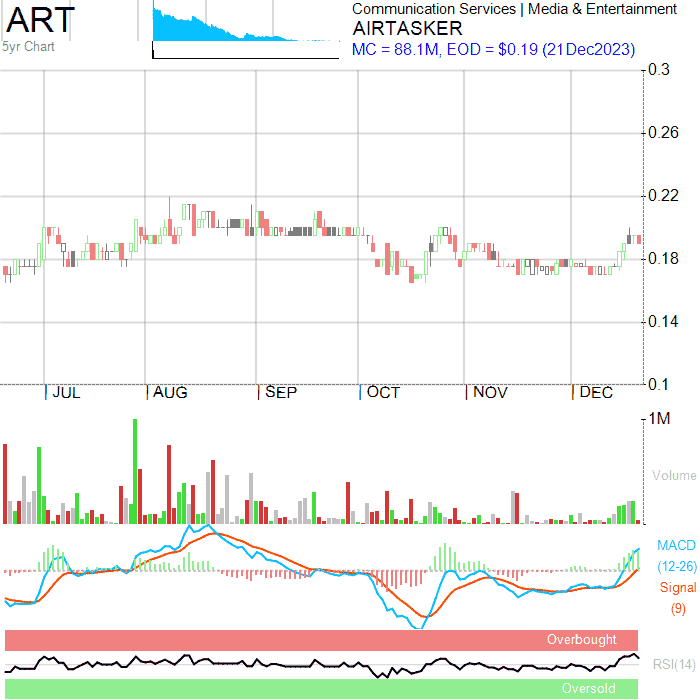 ART
5yr Chart
Communication Services | Media & Entertainment
AIRTASKER
MC = 88.1M, EOD = $0.19 (21Dec2023)
0.3
0.26
0.22
0.18
0.14
0.1
JUL AUG SEP OCT NOV DEC
1M
Volume
MACD
(12-26)
Signal
(9)
Overbought
RSI(14)
Oversold